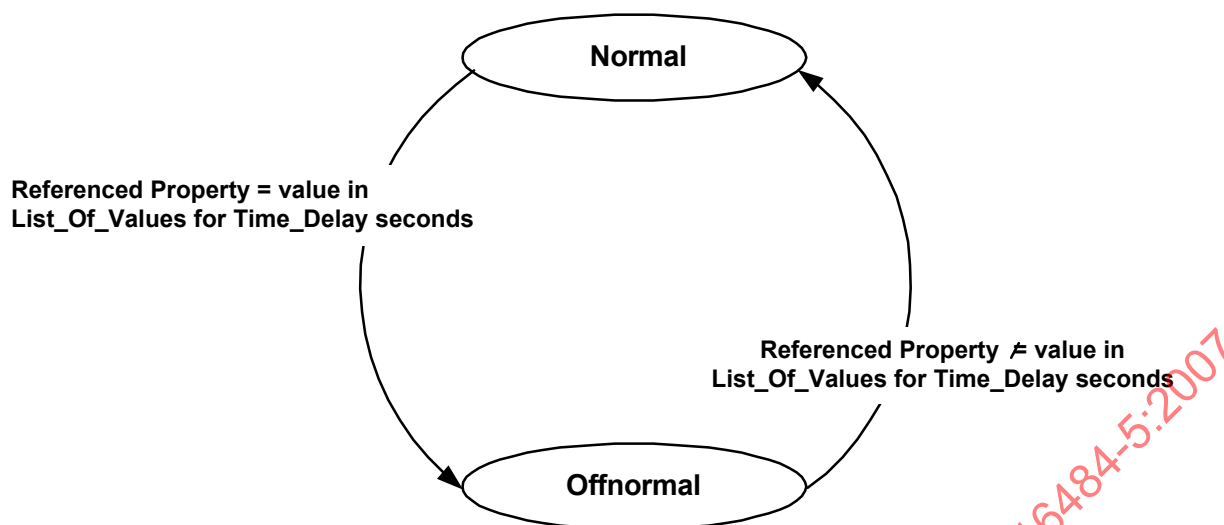 Normal
Referenced Property = value in
List_Of_Values for Time_Delay seconds
Referenced Property ≠ value in
List_Of_Values for Time_Delay seconds
Offnormal
16484-5:2007